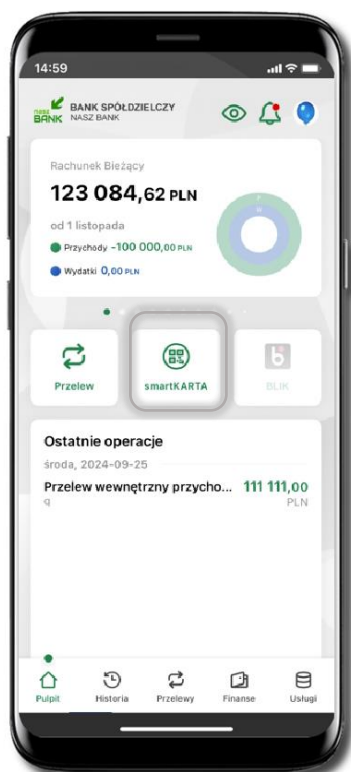 14:59
NASZ BANK
BANK SPÓŁDZIELCZY
NASZ BANK
Rachunek Bieżący
123 084,62 PLN
od 1 listopada
Przychody -100 000,00 PLN
Wydatki 0,00 PLN
Przelew
smartKARTA
BLIK
Ostatnie operacje
środa, 2024-09-25
Przelew wewnętrzny przycho... 111 111,00
q PLN
Pulpit Historia Przelewy Finanse Usługi